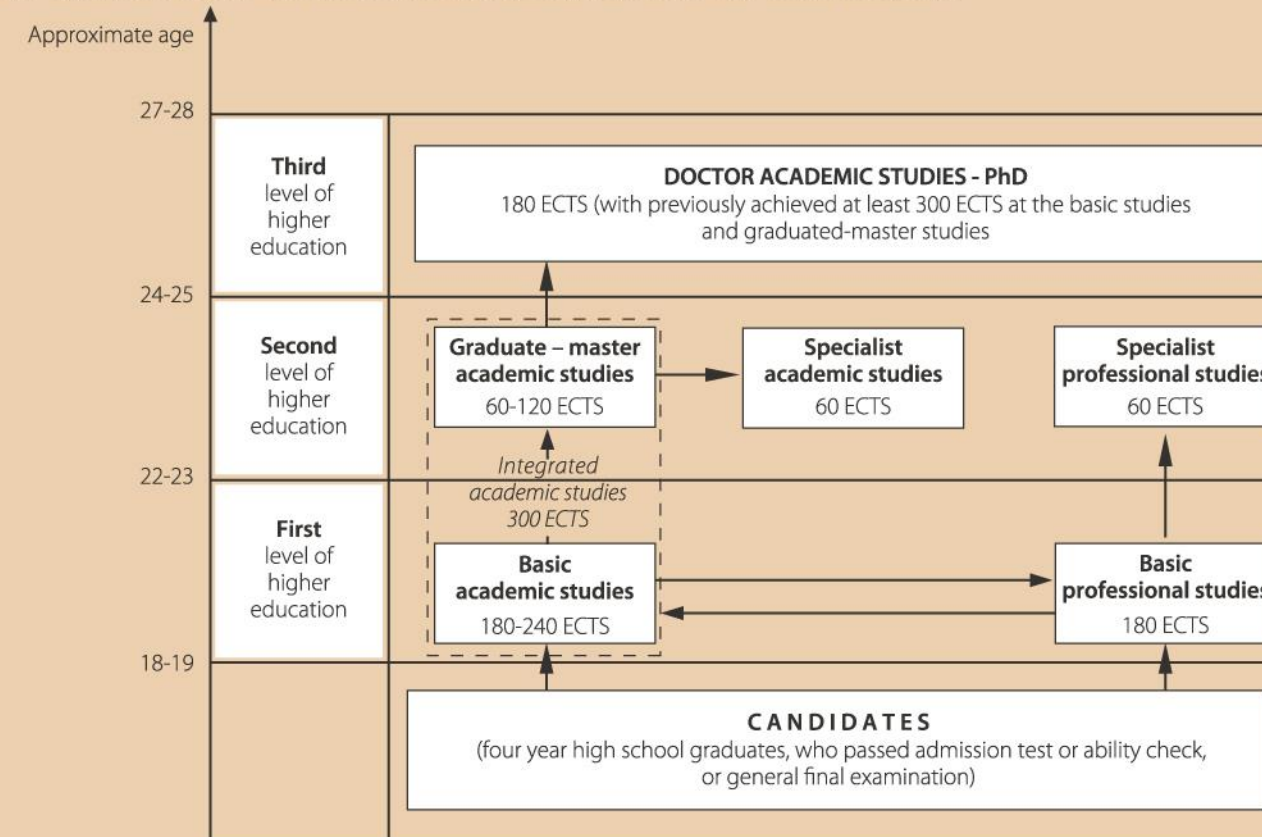 Approximate age
27-28
Third
level of
higher
education
DOCTOR ACADEMIC STUDIES - PhD
180 ECTS (with previously achieved at least 300 ECTS at the basic studies
and graduated-master studies
24-25
Second
level of
higher
education
Graduate – master
academic studies
60-120 ECTS
Specialist
academic studies
60 ECTS
Specialist
professional studies
60 ECTS
22-23
Integrated
academic studies
300 ECTS
First
level of
higher
education
Basic
academic studies
180-240 ECTS
Basic
professional studies
180 ECTS
18-19
CANDIDATES
(four year high school graduates, who passed admission test or ability check,
or general final examination)